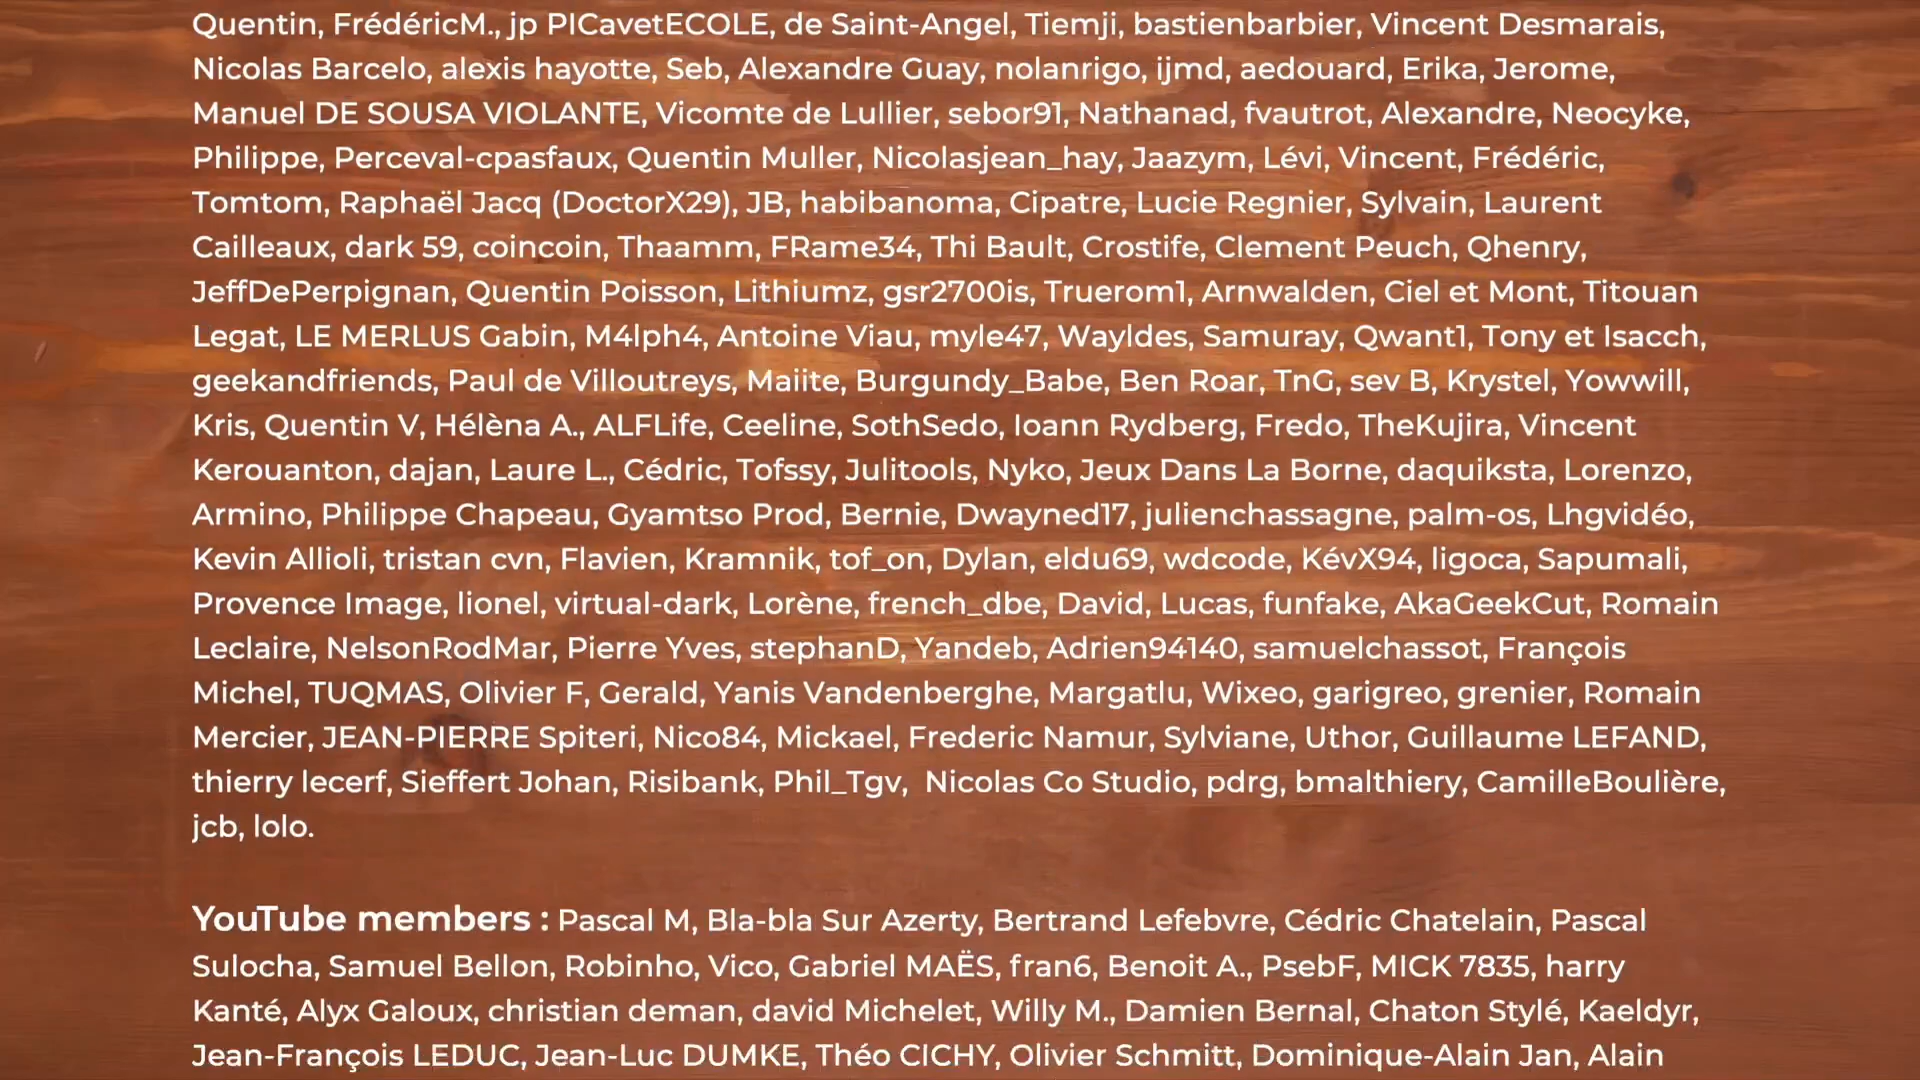 Quentin, FrédéricM., jp PICavetECOLE, de Saint-Angel, Tiemji, bastienbarbier, Vincent Desmarais,
Nicolas Barcelo, alexis hayotte, Seb, Alexandre Guay, nolanrigo, ijmd, aedouard, Erika, Jerome,
Manuel DE SOUSA VIOLANTE, Vicomte de Lullier, sebor91, Nathanad, fvautrot, Alexandre, Neocyke,
Philippe, Perceval-cpasfaux, Quentin Muller, Nicolasjean_hay, Jaazym, Lévi, Vincent, Frédéric,
Tomtom, Raphaël Jacq (DoctorX29), JB, habibanoma, Cipatre, Lucie Regnier, Sylvain, Laurent
Cailleaux, dark 59, coincoin, Thaamm, FRame34, Thi Bault, Crostife, Clement Peuch, Qhenry,
JeffDePerpignan, Quentin Poisson, Lithiumz, gsr2700is, Truerom1, Arnwalden, Ciel et Mont, Titouan
Legat, LE MERLUS Gabin, M4lph4, Antoine Viau, myle47, Wayldes, Samuray, Qwant1, Tony et Isacch,
geekandfriends, Paul de Villoutreys, Maiite, Burgundy_Babe, Ben Roar, TnG, sev B, Krystel, Yowwill,
Kris, Quentin V, Hélèna A., ALFLife, Ceeline, SothSedo, Ioann Rydberg, Fredo, TheKujira, Vincent
Kerouanton, dajan, Laure L., Cédric, Tofssy, Julitools, Nyko, Jeux Dans La Borne, daquiksta, Lorenzo,
Armino, Philippe Chapeau, Gyamtso Prod, Bernie, Dwayned17, julienchassagne, palm-os, Lhgvidéo,
Kevin Allioli, tristan cvn, Flavien, Kramnik, tof_on, Dylan, eldu69, wdcode, KévX94, ligoca, Sapumali,
Provence Image, lionel, virtual-dark, Lorène, french_dbe, David, Lucas, funfake, AkaGeekCut, Romain
Leclaire, NelsonRodMar, Pierre Yves, stephanD, Yandeb, Adrien94140, samuelchassot, François
Michel, TUQMAS, Olivier F, Gerald, Yanis Vandenberghe, Margatlu, Wixeo, garigreo, grenier, Romain
Mercier, JEAN-PIERRE Spiteri, Nico84, Mickael, Frederic Namur, Sylviane, Uthor, Guillaume LEFAND,
thierry lecerf, Sieffert Johan, Risibank, Phil_Tgv,  Nicolas Co Studio, pdrg, bmalthiery, CamilleBoulière,
jcb, lolo.
YouTube members : Pascal M, Bla-bla Sur Azerty, Bertrand Lefebvre, Cédric Chatelain, Pascal
Sulocha, Samuel Bellon, Robinho, Vico, Gabriel MAËS, fran6, Benoit A., PsebF, MICK 7835, harry
Kanté, Alyx Galoux, christian deman, david Michelet, Willy M., Damien Bernal, Chaton Stylé, Kaeldyr,
Jean-François LEDUC, Jean-Luc DUMKE, Théo CICHY, Olivier Schmitt, Dominique-Alain Jan, Alain